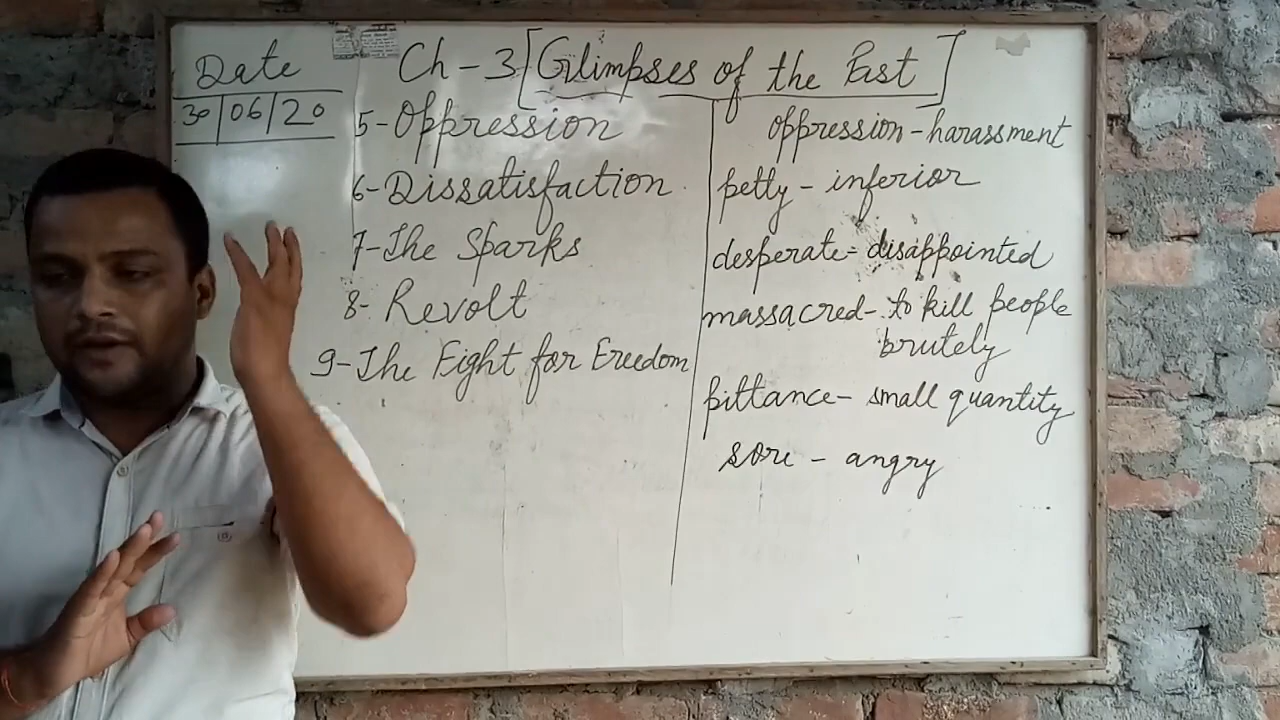 Date
30/06/20
Ch-3 [Glimpses of the Past]
5-Oppression
6-Dissatisfaction
7-The Sparks
8-Revolt
9-The Fight for Freedom
oppression-harassment
petty-inferior
desperate-disappointed
massacred-to kill people
brutely
pittance-small quantity
sore-angry